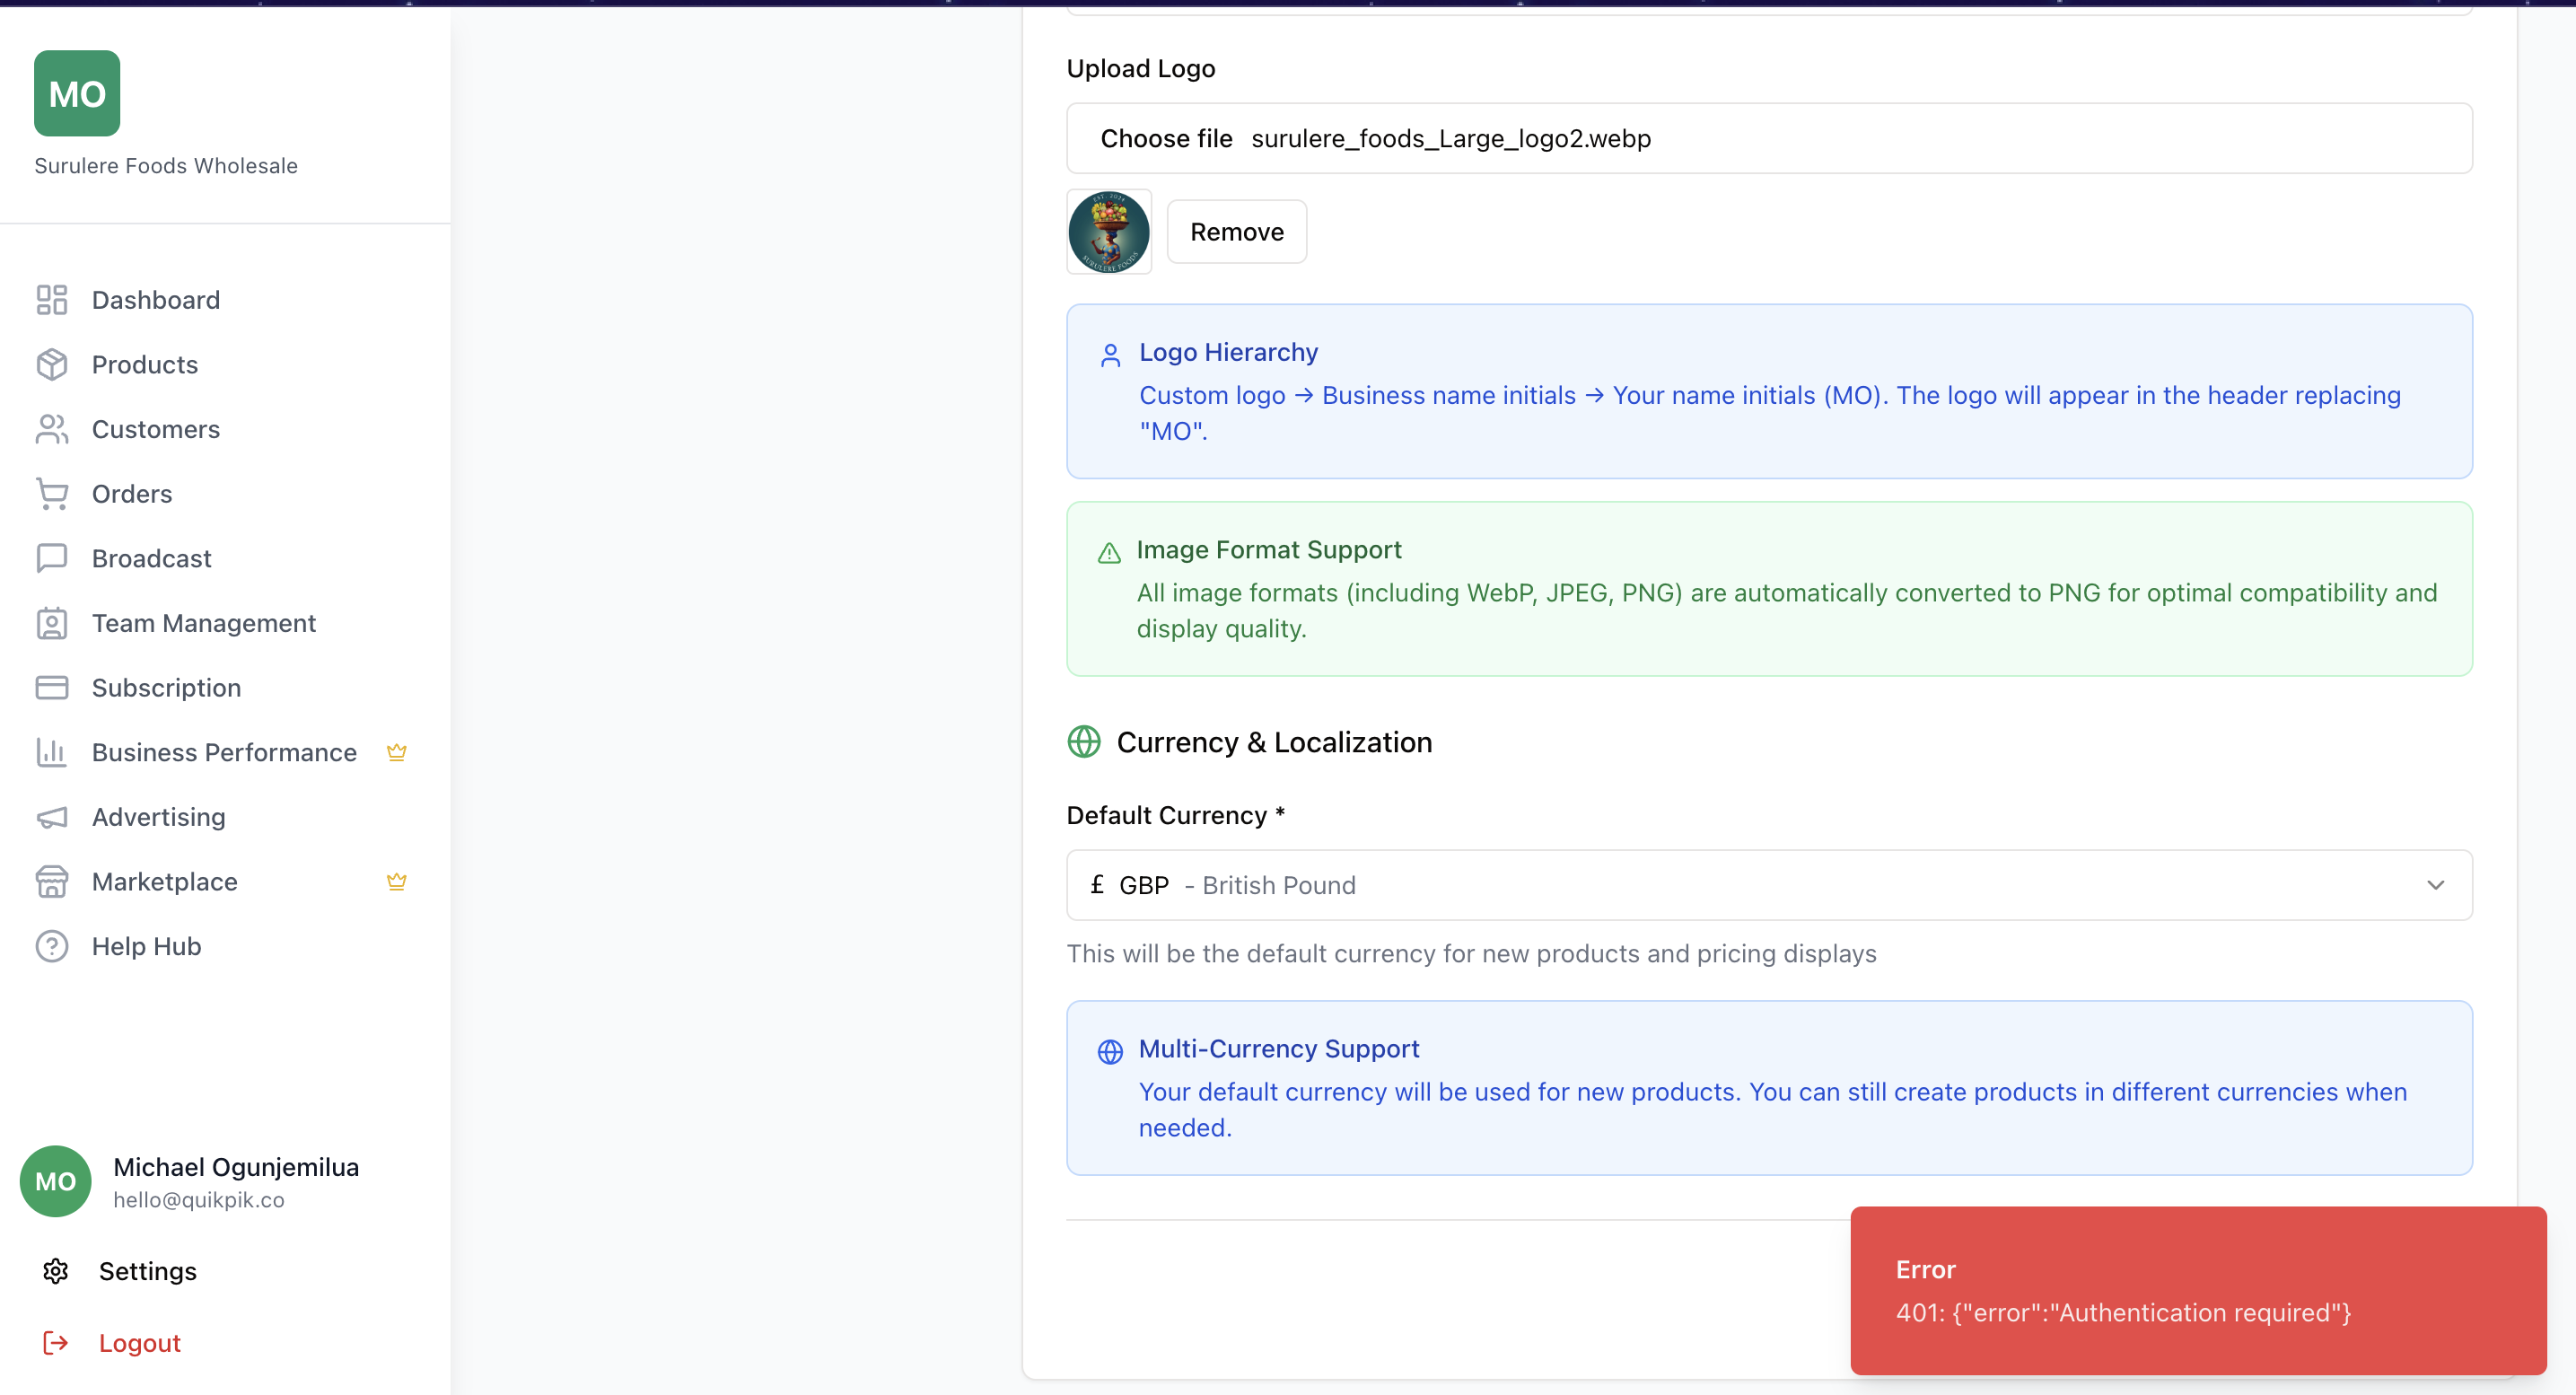 MO
Surulere Foods Wholesale
Dashboard
Products
Customers
Orders
Broadcast
Team Management
Subscription
Business Performance
Advertising
Marketplace
Help Hub
MO
Michael Ogunjemilua
hello@quikpik.co
Settings
Logout
Upload Logo
Choose file surulere_foods_Large_logo2.webp
EST. 2024
SURULERE FOODS
Remove
Logo Hierarchy
Custom logo → Business name initials → Your name initials (MO). The logo will appear in the header replacing
"MO".
Image Format Support
All image formats (including WebP, JPEG, PNG) are automatically converted to PNG for optimal compatibility and
display quality.
Currency & Localization
Default Currency *
£ GBP - British Pound
This will be the default currency for new products and pricing displays
Multi-Currency Support
Your default currency will be used for new products. You can still create products in different currencies when
needed.
Error
401: {"error":"Authentication required"}